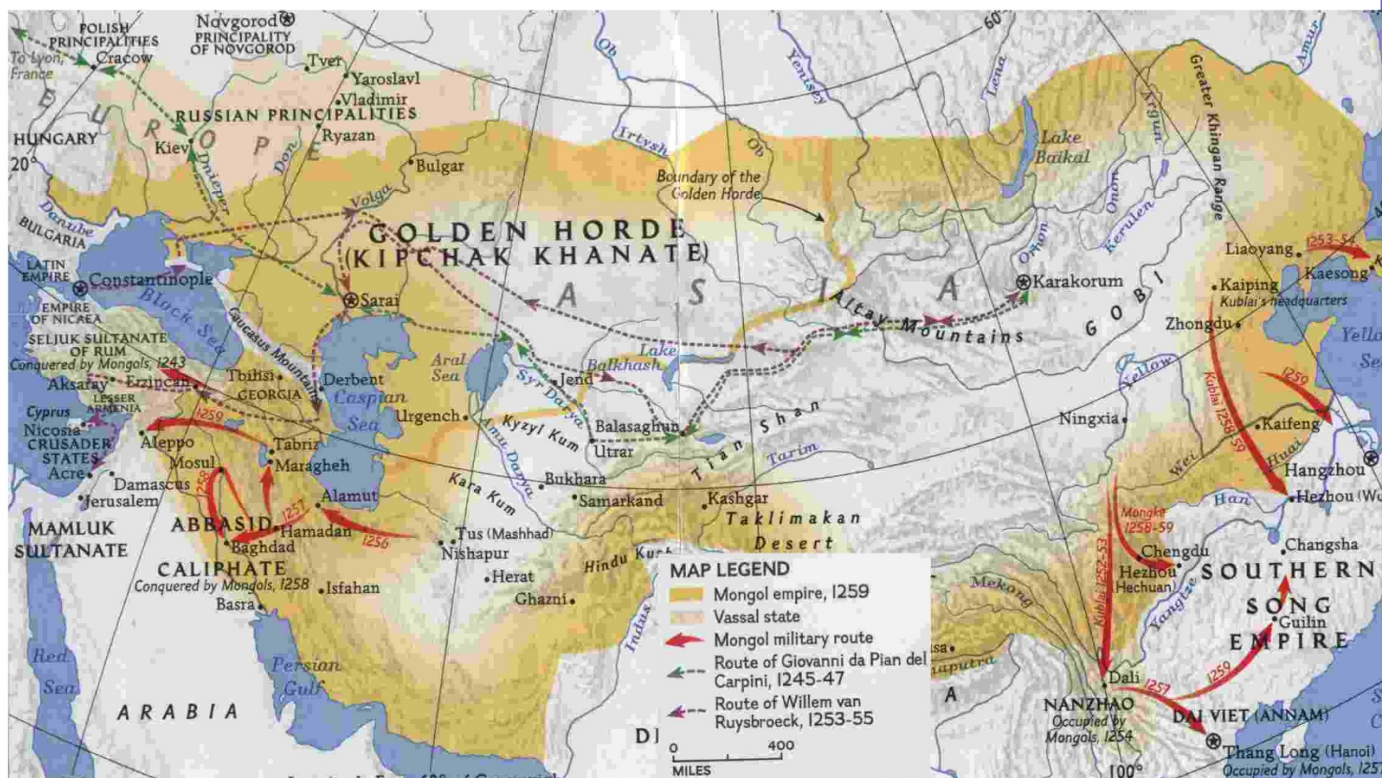 POLISH
PRINCIPALITIES
Cracow
To Lyon,
France
Novgorod
PRINCIPALITY
OF NOVGOROD
Tver
Yaroslavl
Vladimir
RUSSIAN PRINCIPALITIES
Ryazan
EUROPE
HUNGARY
20°
Kiev
Dnieper
Don
Bulgar
Volga
Ob
Irtysh
Yenisey
Ob
60°
Lena
Amur
Argun
Greater Khingan Range
Lake
Baikal
Boundary of the
Golden Horde
Onon
Kerulen
Orhon
Danube
BULGARIA
GOLDEN HORDE
(KIPCHAK KHANATE)
ASIA
LATIN
EMPIRE
Constantinople
EMPIRE
OF NICAEA
Black Sea
Sarai
Caucasus Mountains
Karakorum
Altay Mountains
GOBI
Liaoyang
1253-54
Kaesong
Kaiping
Kublai's headquarters
Zhongdu
SELJUK SULTANATE
OF RUM
Conquered by Mongols, 1243
Aksaray
Erzincan
Tbilisi
GEORGIA
Derbent
Caspian
Sea
LESSER
ARMENIA
Aral
Sea
Syr Darya
Jend
Lake
Balkhash
Urgench
Kyzyl Kum
Utrar
Balasaghun
Tian Shan
Tarim
Ningxia
Yellow
Kublai 1258-59
1259
Kaifeng
Cyprus
Nicosia
CRUSADER
STATES
Acre
Aleppo
1259
Tabriz
Maragheh
Mosul
Damascus
Jerusalem
1258
Alamut
1257
Hamadan
ABBASID
Baghdad
CALIPHATE
Conquered by Mongols, 1258
Basra
Isfahan
MAMLUK
SULTANATE
Amu Darya
Kara Kum
Bukhara
Samarkand
Kashgar
Taklimakan
Desert
1256
Tus (Mashhad)
Nishapur
Herat
Ghazni
Hindu Kush
Indus
Wei
Huai
Han
Hangzhou
Hezhou (Wu
Mongke
1258-59
Chengdu
Hezhou
(Hechuan)
Changsha
Yangtze
SOUTHERN
SONG
EMPIRE
Guilin
Kublai 1252-53
Mekong
Dali
1257
1259
NANZHAO
Occupied by
Mongols, 1254
DAI VIET (ANNAM)
Thang Long (Hanoi)
Occupied by Mongols, 1257
100°
Red
Sea
Persian
Gulf
ARABIA
MAP LEGEND
Mongol empire, 1259
Vassal state
Mongol military route
Route of Giovanni da Pian del
Carpini, 1245-47
Route of Willem van
Ruysbroeck, 1253-55
0 400
MILES